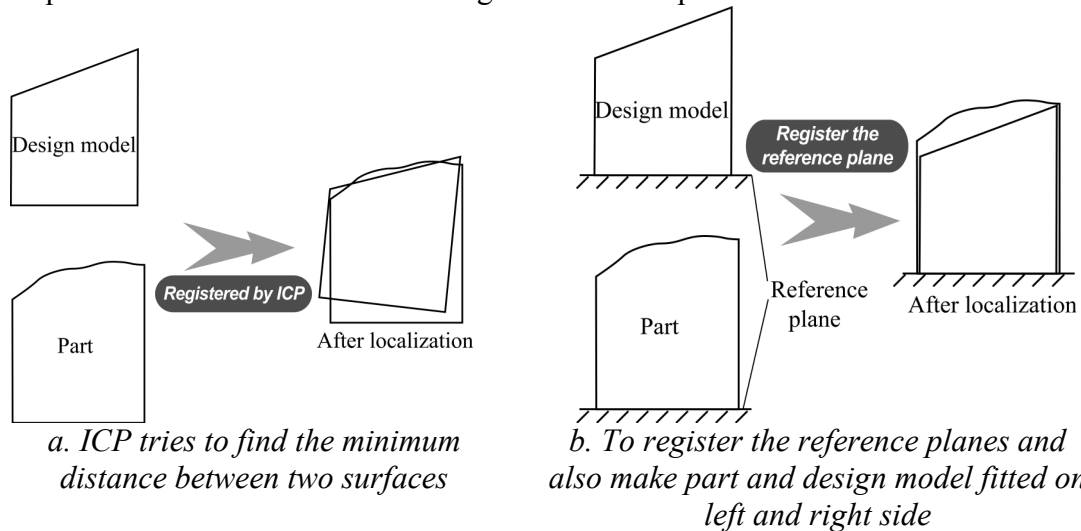 Design model
Registered by ICP
Part
After localization
a. ICP tries to find the minimum
distance between two surfaces
Design model
Register the
reference plane
Part
Reference
plane
After localization
b. To register the reference planes and
also make part and design model fitted on
left and right side